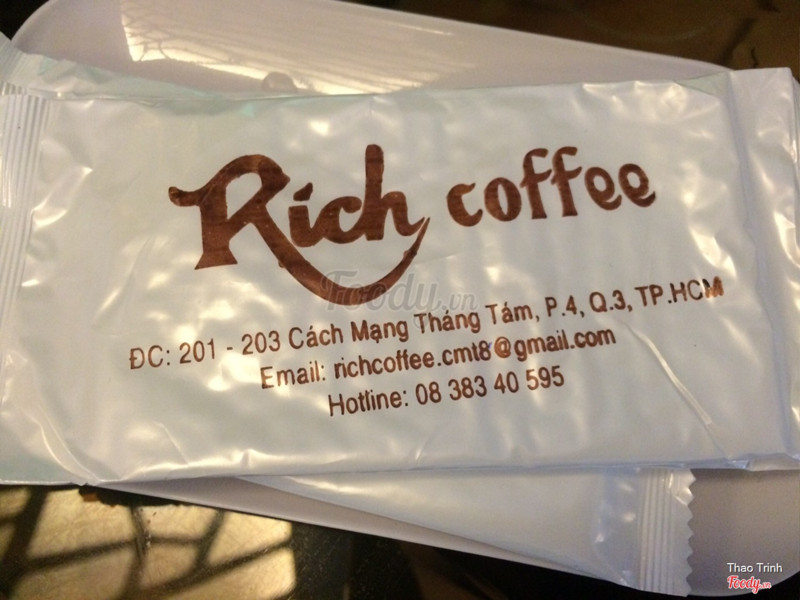 Rich coffee
Foody.vn
ĐC: 201 - 203 Cách Mạng Tháng Tám, P.4, Q.3, TP.HCM
Email: richcoffee.cmt8@gmail.com
Hotline: 08 383 40 595
Thao Trinh
Foody.vn